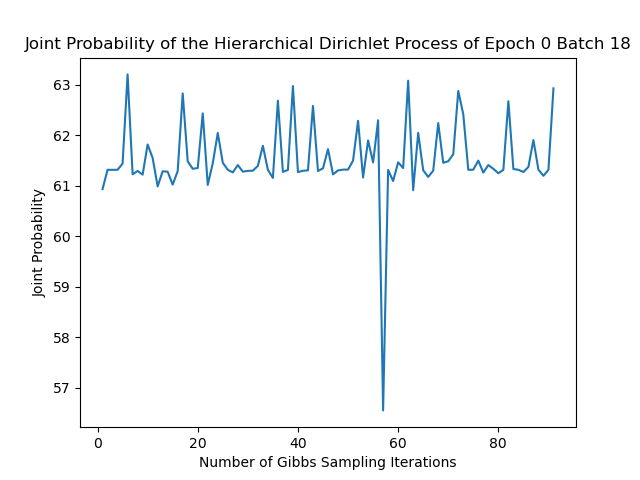 Joint Probability of the Hierarchical Dirichlet Process of Epoch 0 Batch 18
63
62
61
60
59
58
57
Joint Probability
0 20 40 60 80
Number of Gibbs Sampling Iterations